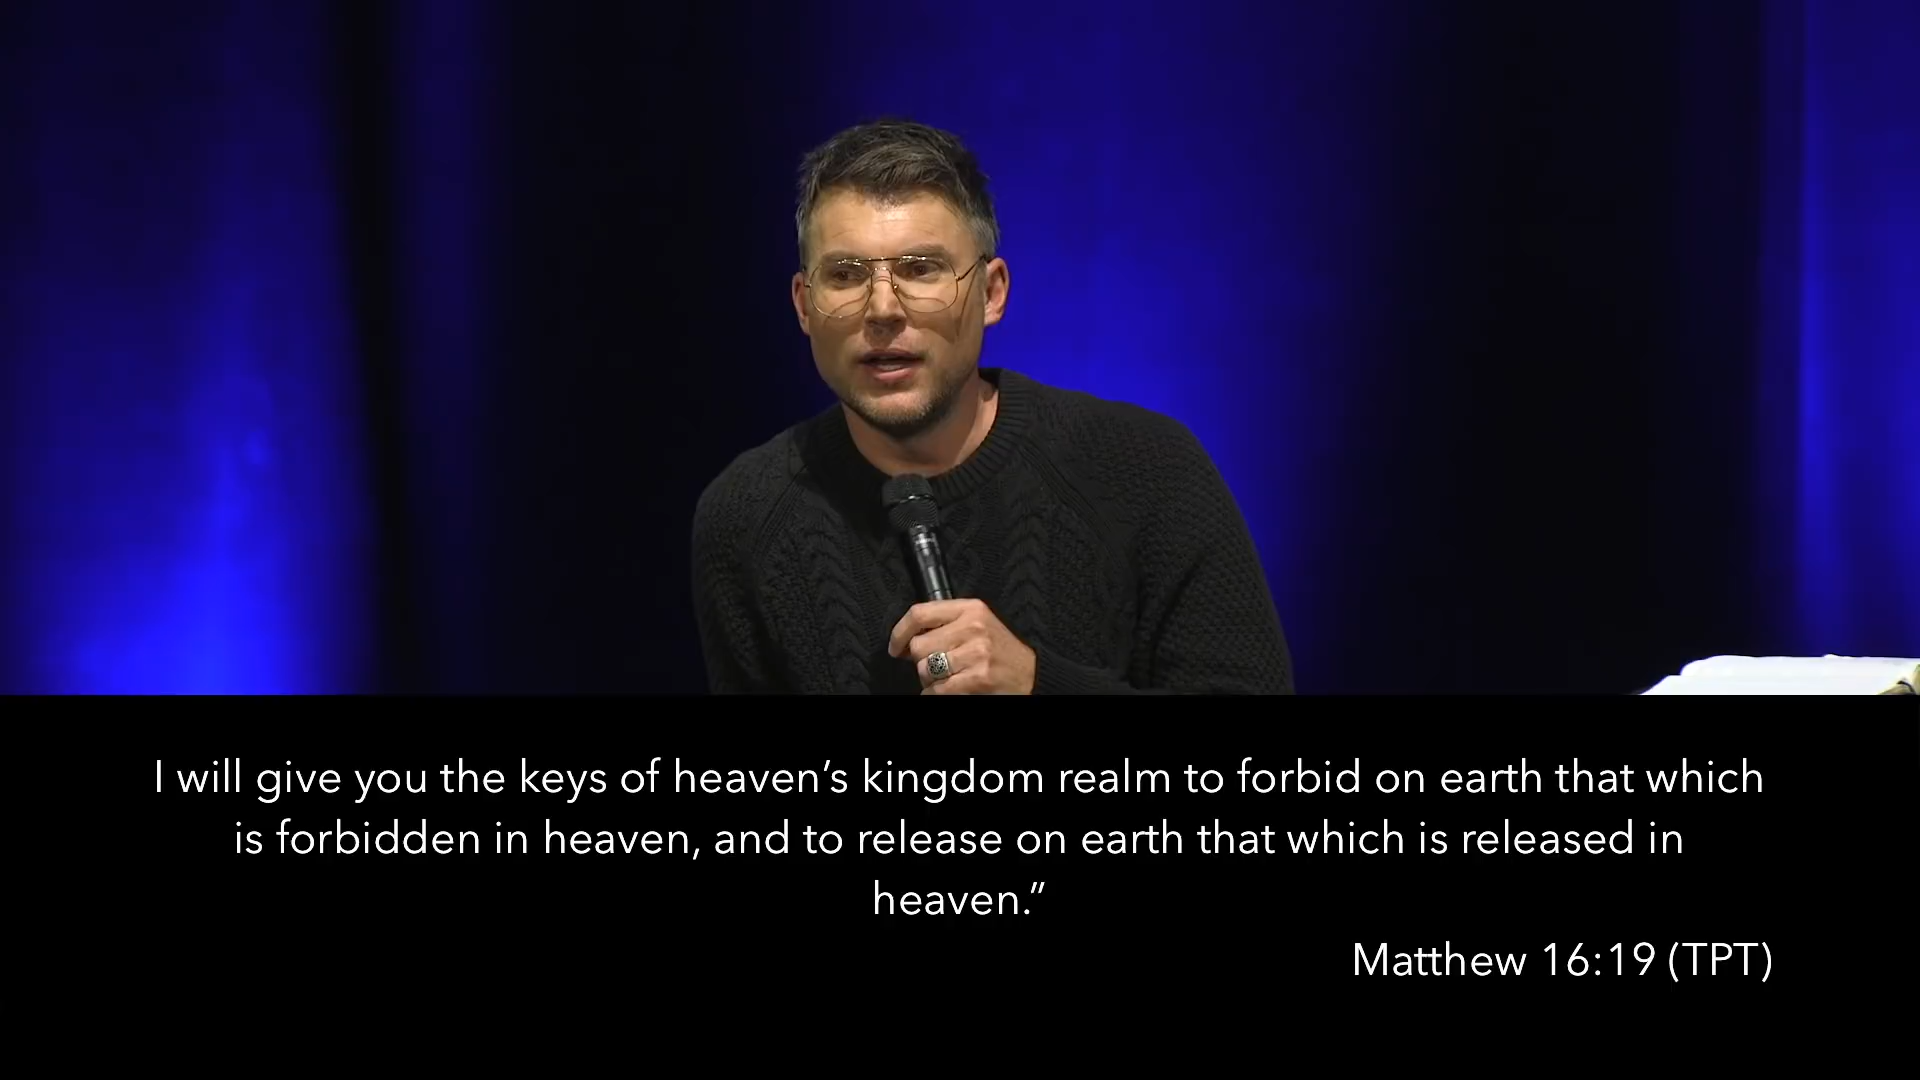 I will give you the keys of heaven’s kingdom realm to forbid on earth that which
is forbidden in heaven, and to release on earth that which is released in
heaven.”
Matthew 16:19 (TPT)